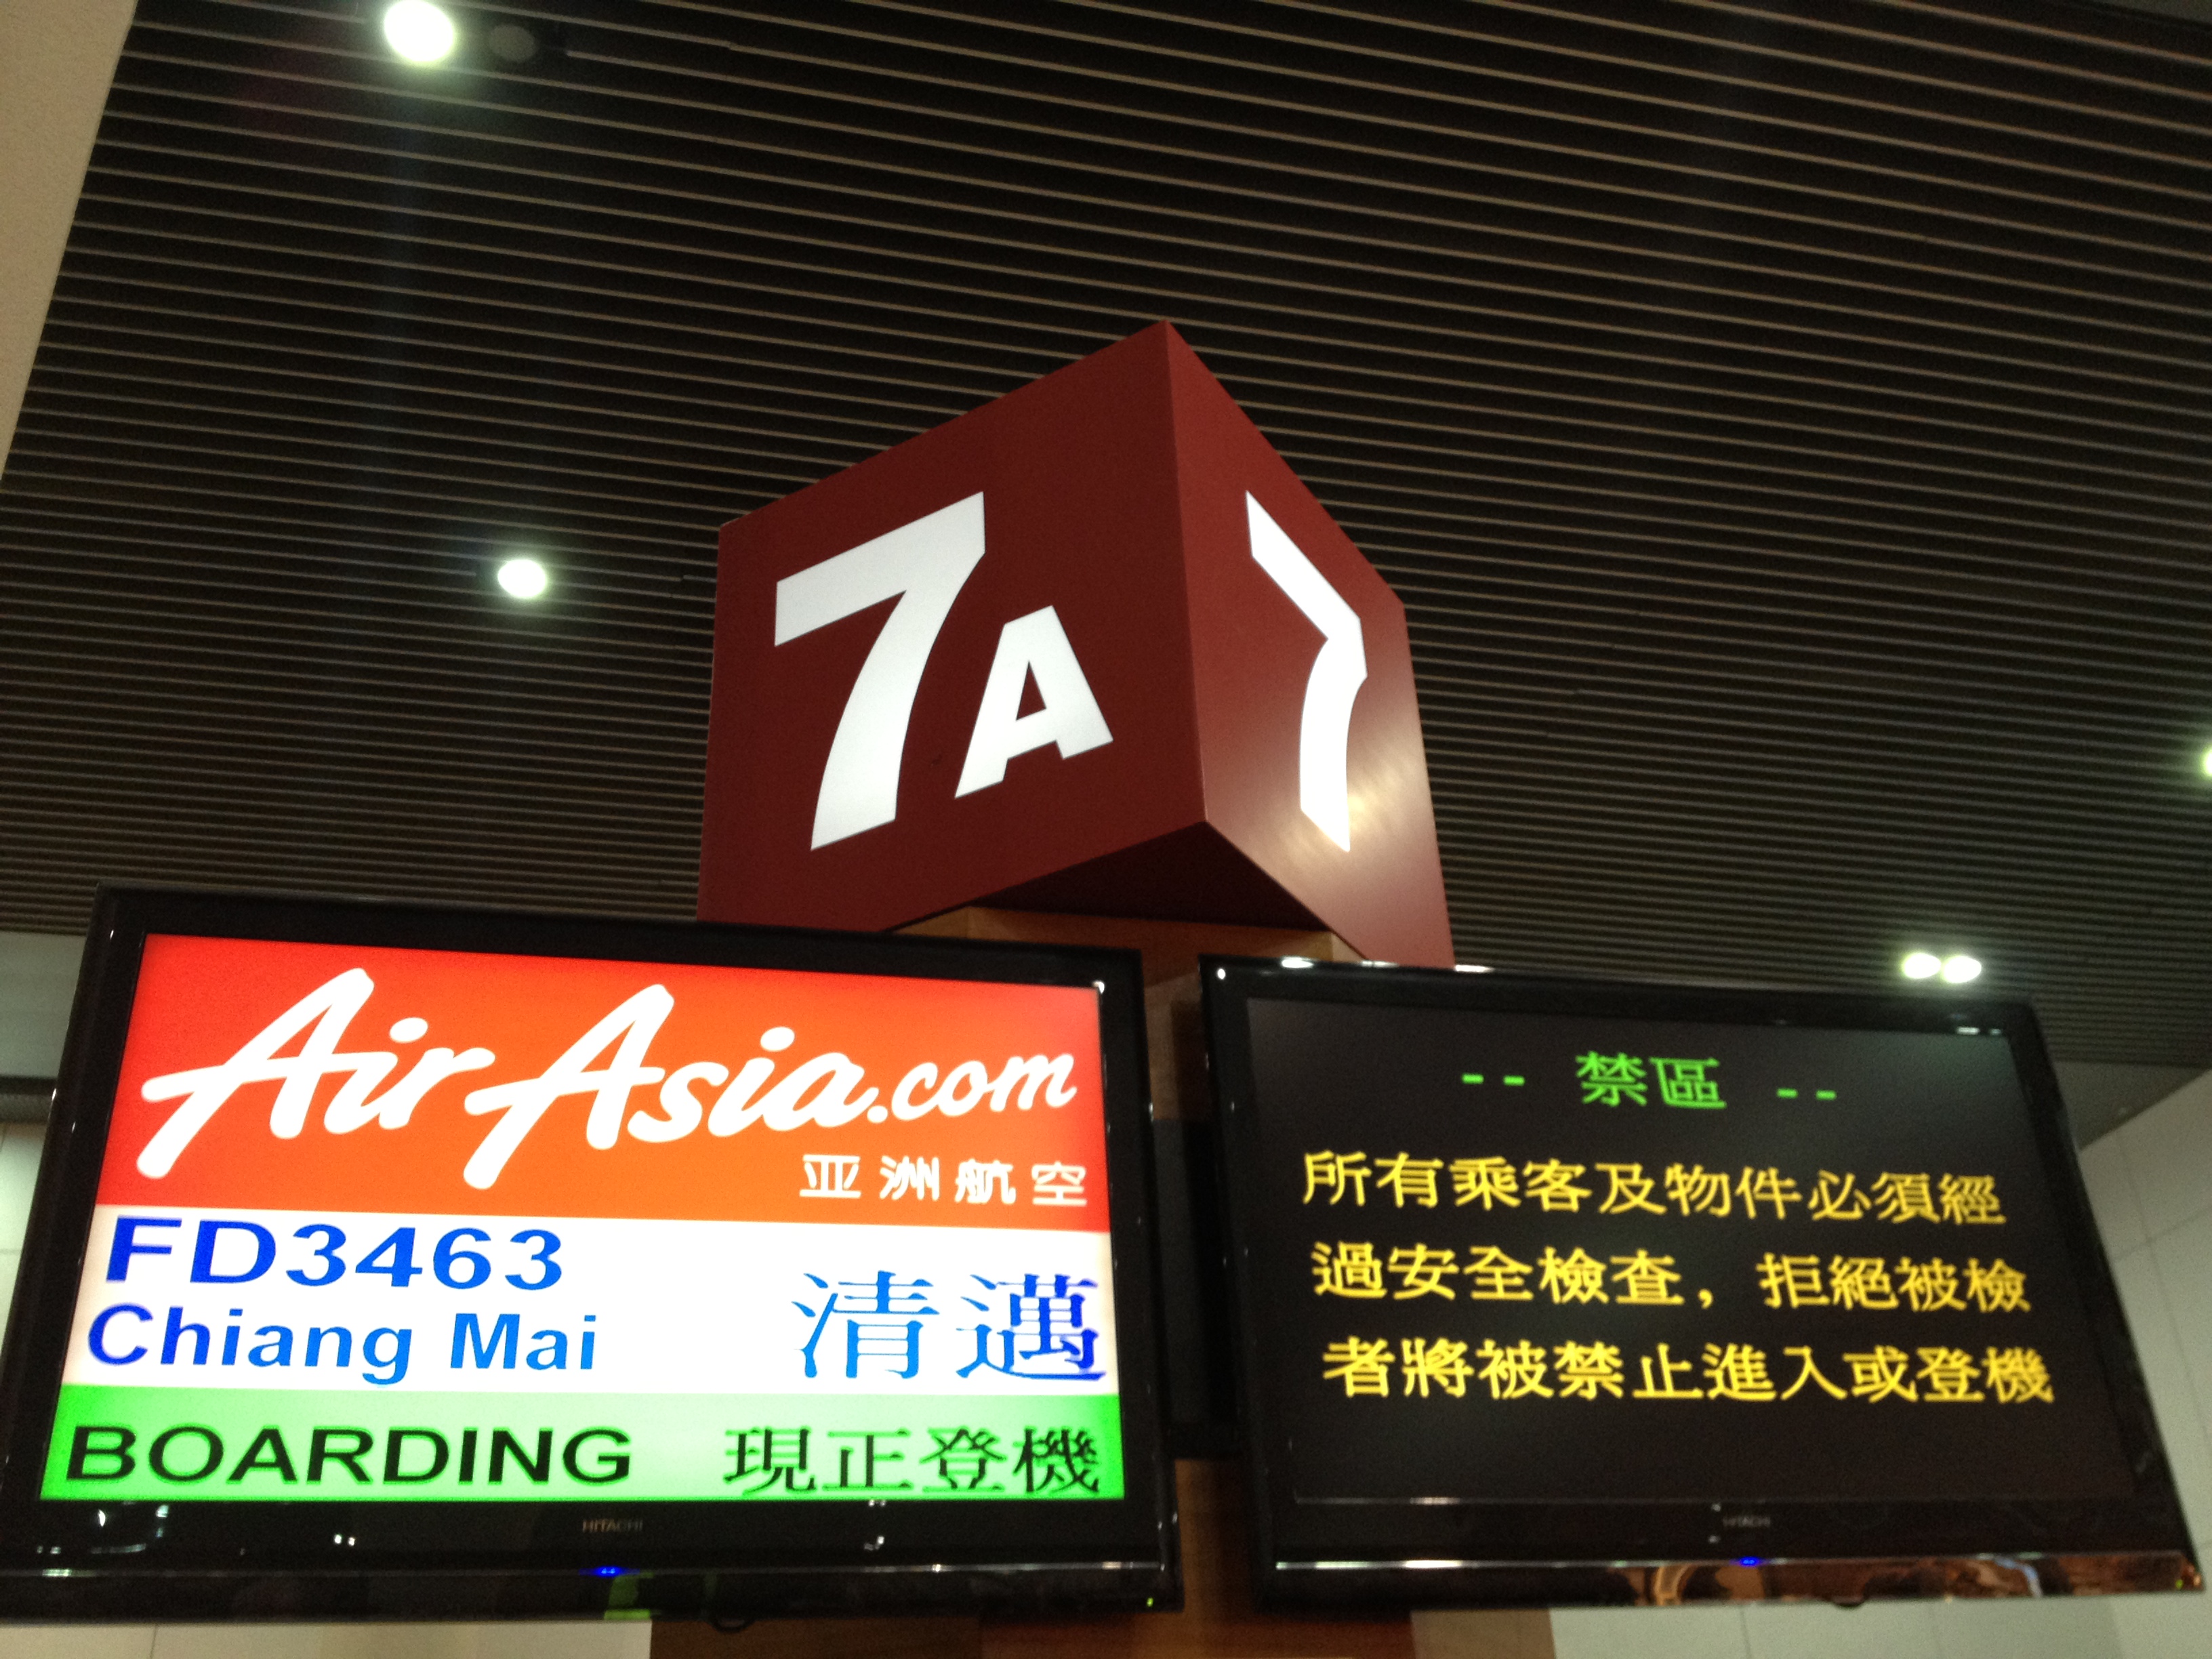 7A
7
AirAsia.com
亚洲航空
FD3463
Chiang Mai 清邁
BOARDING 現正登機
HITACHI
-- 禁區 --
所有乘客及物件必須經
過安全檢查，拒絕被檢
者將被禁止進入或登機
HITACHI